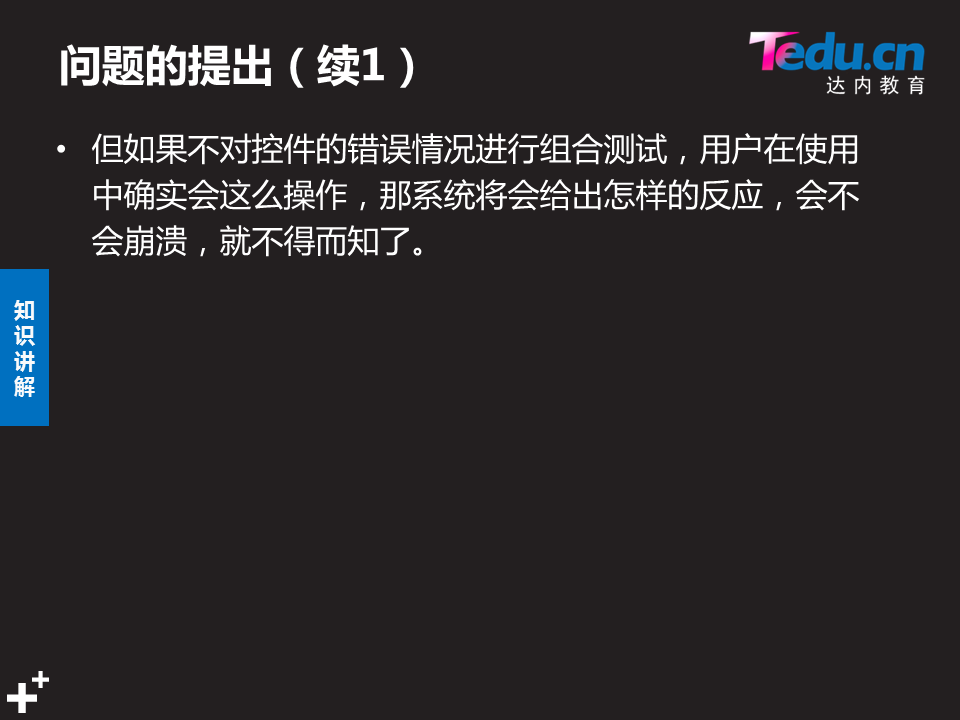 问题的提出（续1）
Tedu.cn
达内教育
• 但如果不对控件的错误情况进行组合测试，用户在使用
中确实会这么操作，那系统将会给出怎样的反应，会不
会崩溃，就不得而知了。
知
识
讲
解